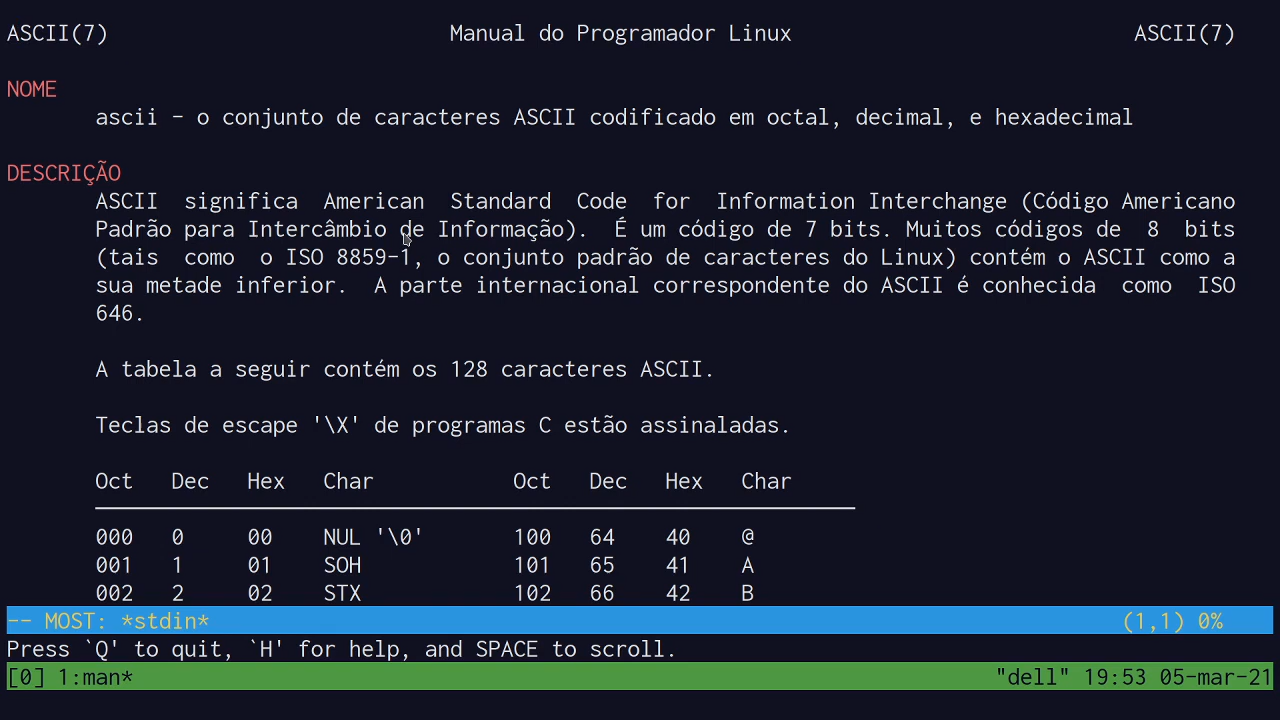 ASCII(7) Manual do Programador Linux ASCII(7)
NOME
ascii - o conjunto de caracteres ASCII codificado em octal, decimal, e hexadecimal
DESCRIÇÃO
ASCII significa American Standard Code for Information Interchange (Código Americano
Padrão para Intercâmbio de Informação). É um código de 7 bits. Muitos códigos de 8 bits
(tais como o ISO 8859-1, o conjunto padrão de caracteres do Linux) contém o ASCII como a
sua metade inferior. A parte internacional correspondente do ASCII é conhecida como ISO
646.
A tabela a seguir contém os 128 caracteres ASCII.
Teclas de escape '\X' de programas C estão assinaladas.
Oct Dec Hex Char Oct Dec Hex Char
000 0 00 NUL '\0' 100 64 40 @
001 1 01 SOH 101 65 41 A
002 2 02 STX 102 66 42 B
-- MOST: *stdin* (1,1) 0%
Press `Q' to quit, `H' for help, and SPACE to scroll.
[0] 1:man* "dell" 19:53 05-mar-21